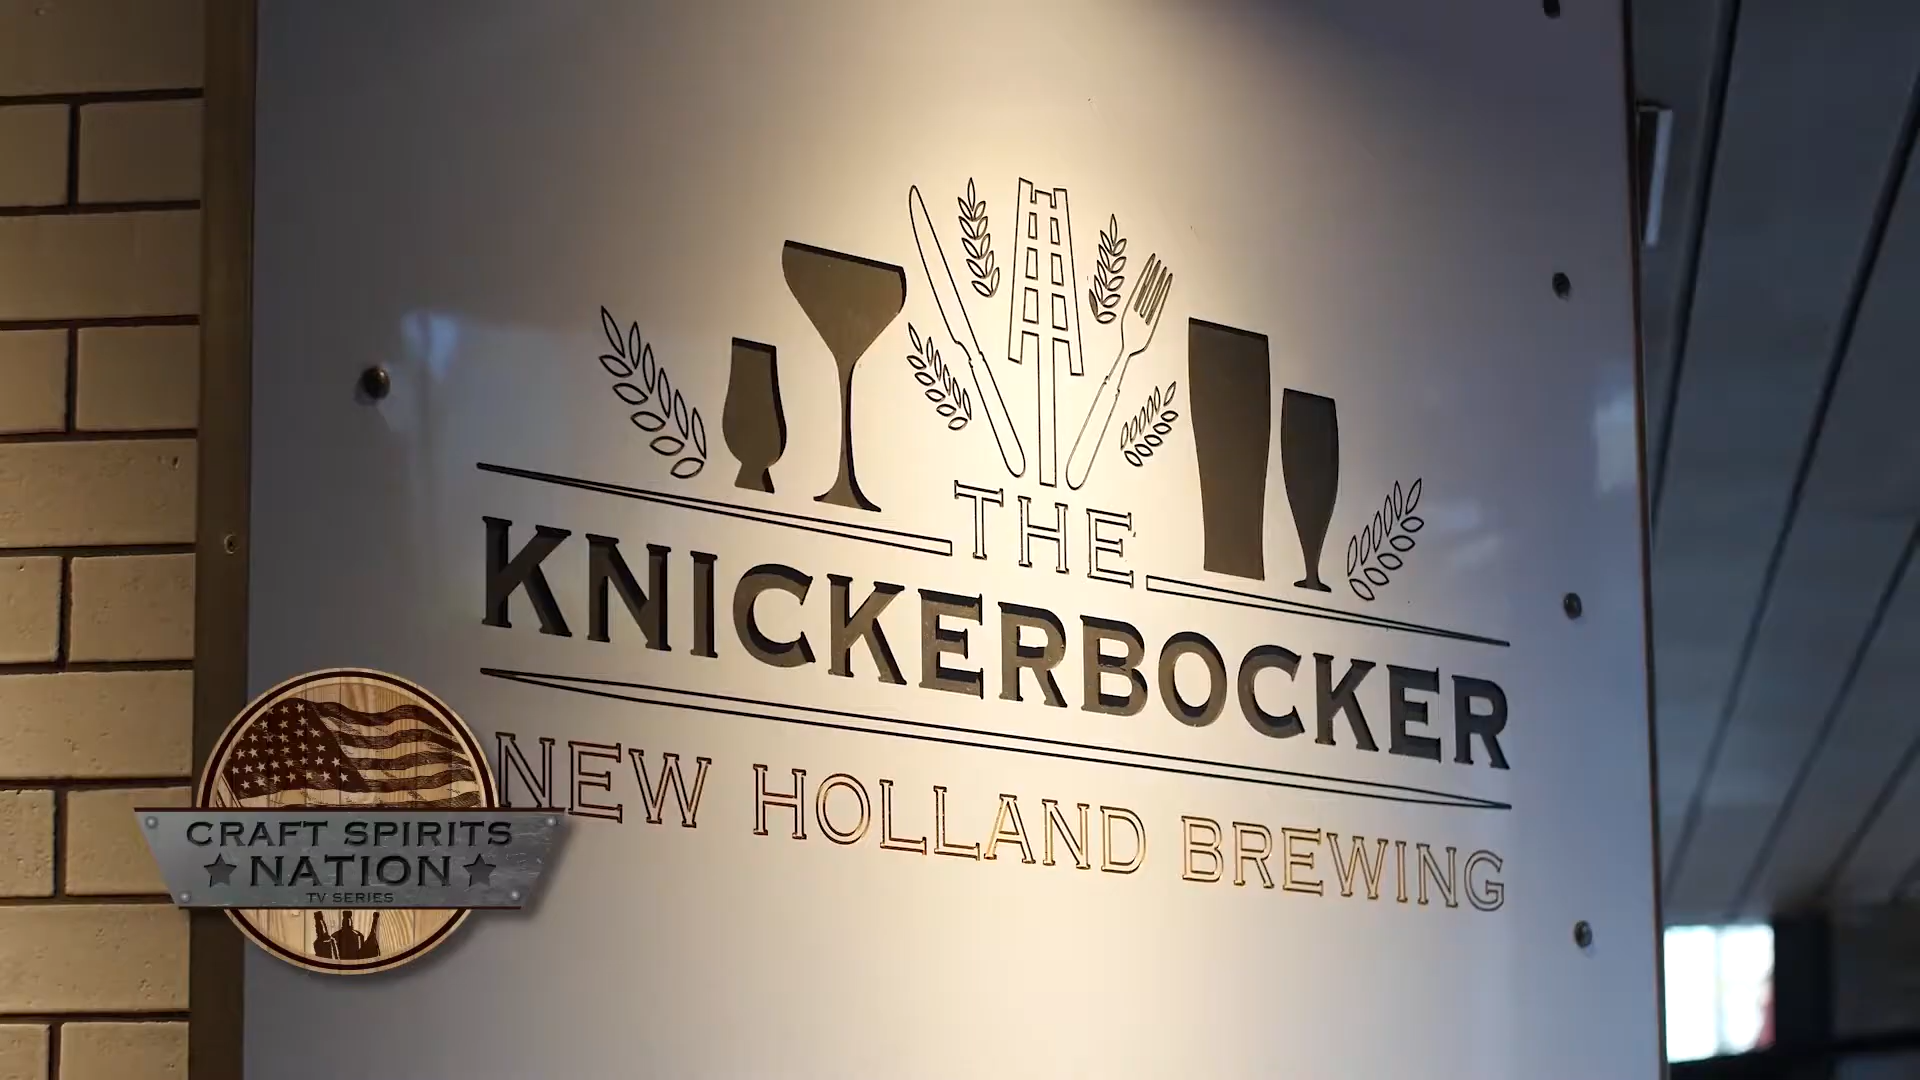 THE
KNICKERBOCKER
NEW HOLLAND BREWING
CRAFT SPIRITS
NATION
TV SERIES